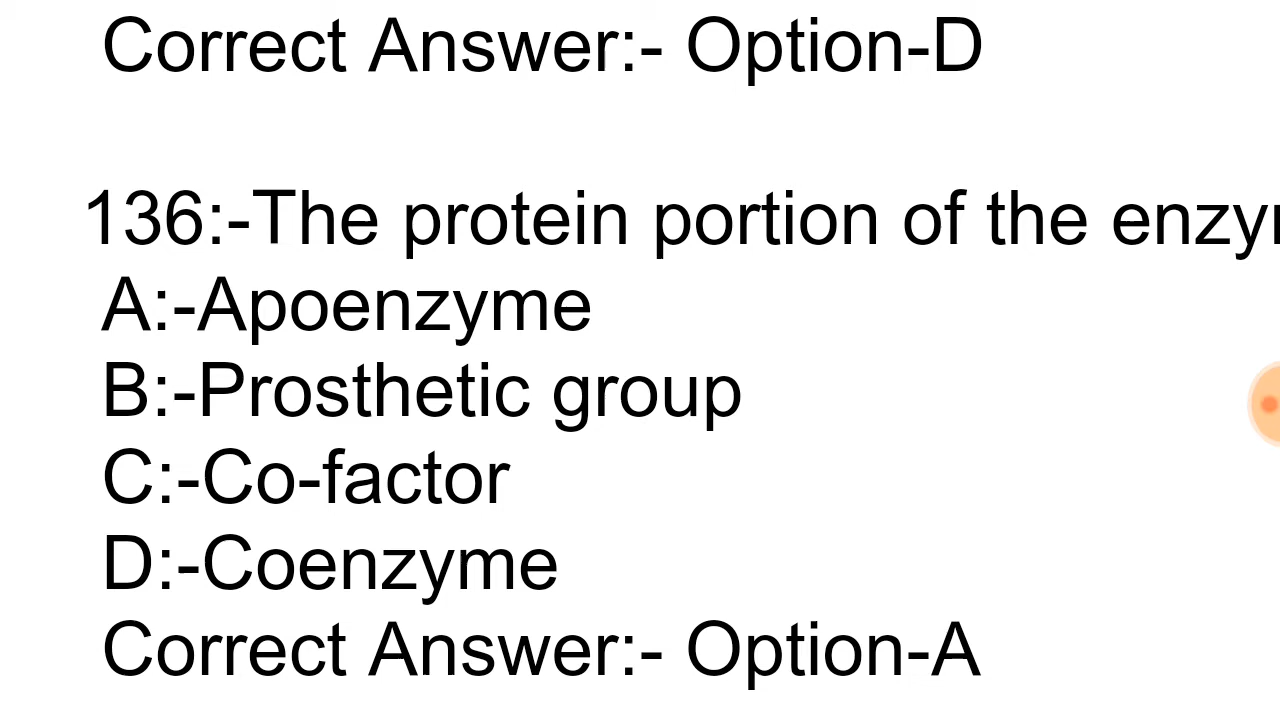 Correct Answer:- Option-D
136:-The protein portion of the
A:-Apoenzyme
B:-Prosthetic group
C:-Co-factor
D:-Coenzyme
Correct Answer:- Option-A